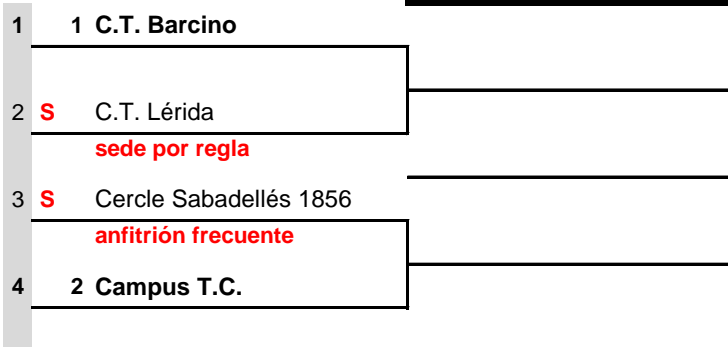 1 1 C.T. Barcino
2 S C.T. Lérida
sede por regla
3 S Cercle Sabadellés 1856
anfitrión frecuente
4 2 Campus T.C.